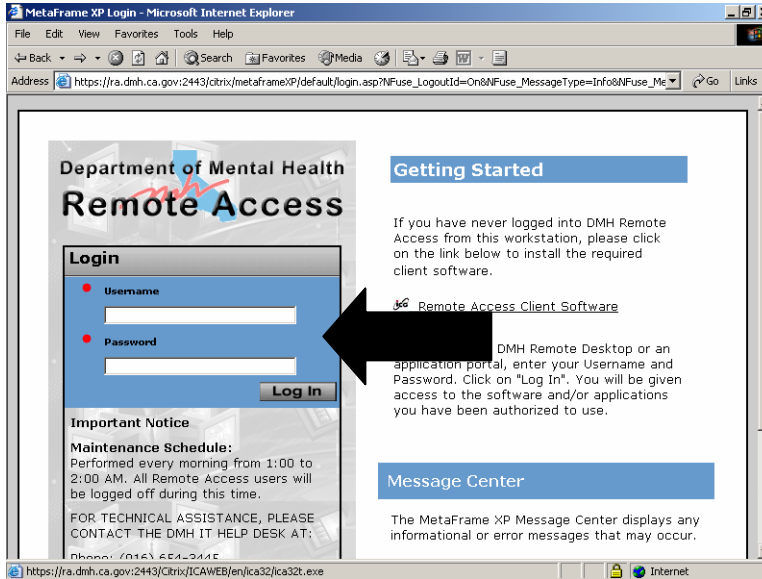 MetaFrame XP Login - Microsoft Internet Explorer
File Edit View Favorites Tools Help
Back Search Favorites Media
Address https://ra.dmh.ca.gov:2443/citrix/metaframeXP/default/login.asp?NFuse_LogoutId=On&NFuse_MessageType=Info&NFuse_Me Go Links
Department of Mental Health
Remote Access
Login
Username
Password
Log In
Important Notice
Maintenance Schedule:
Performed every morning from 1:00 to
2:00 AM. All Remote Access users will
be logged off during this time.
FOR TECHNICAL ASSISTANCE, PLEASE
CONTACT THE DMH IT HELP DESK AT:
Phone: (916) 654-3445
Getting Started
If you have never logged into DMH Remote
Access from this workstation, please click
on the link below to install the required
client software.
Remote Access Client Software
DMH Remote Desktop or an
application portal, enter your Username and
Password. Click on "Log In". You will be given
access to the software and/or applications
you have been authorized to use.
Message Center
The MetaFrame XP Message Center displays any
informational or error messages that may occur.
https://ra.dmh.ca.gov:2443/Citrix/ICAWEB/en/ica32/ica32t.exe Internet